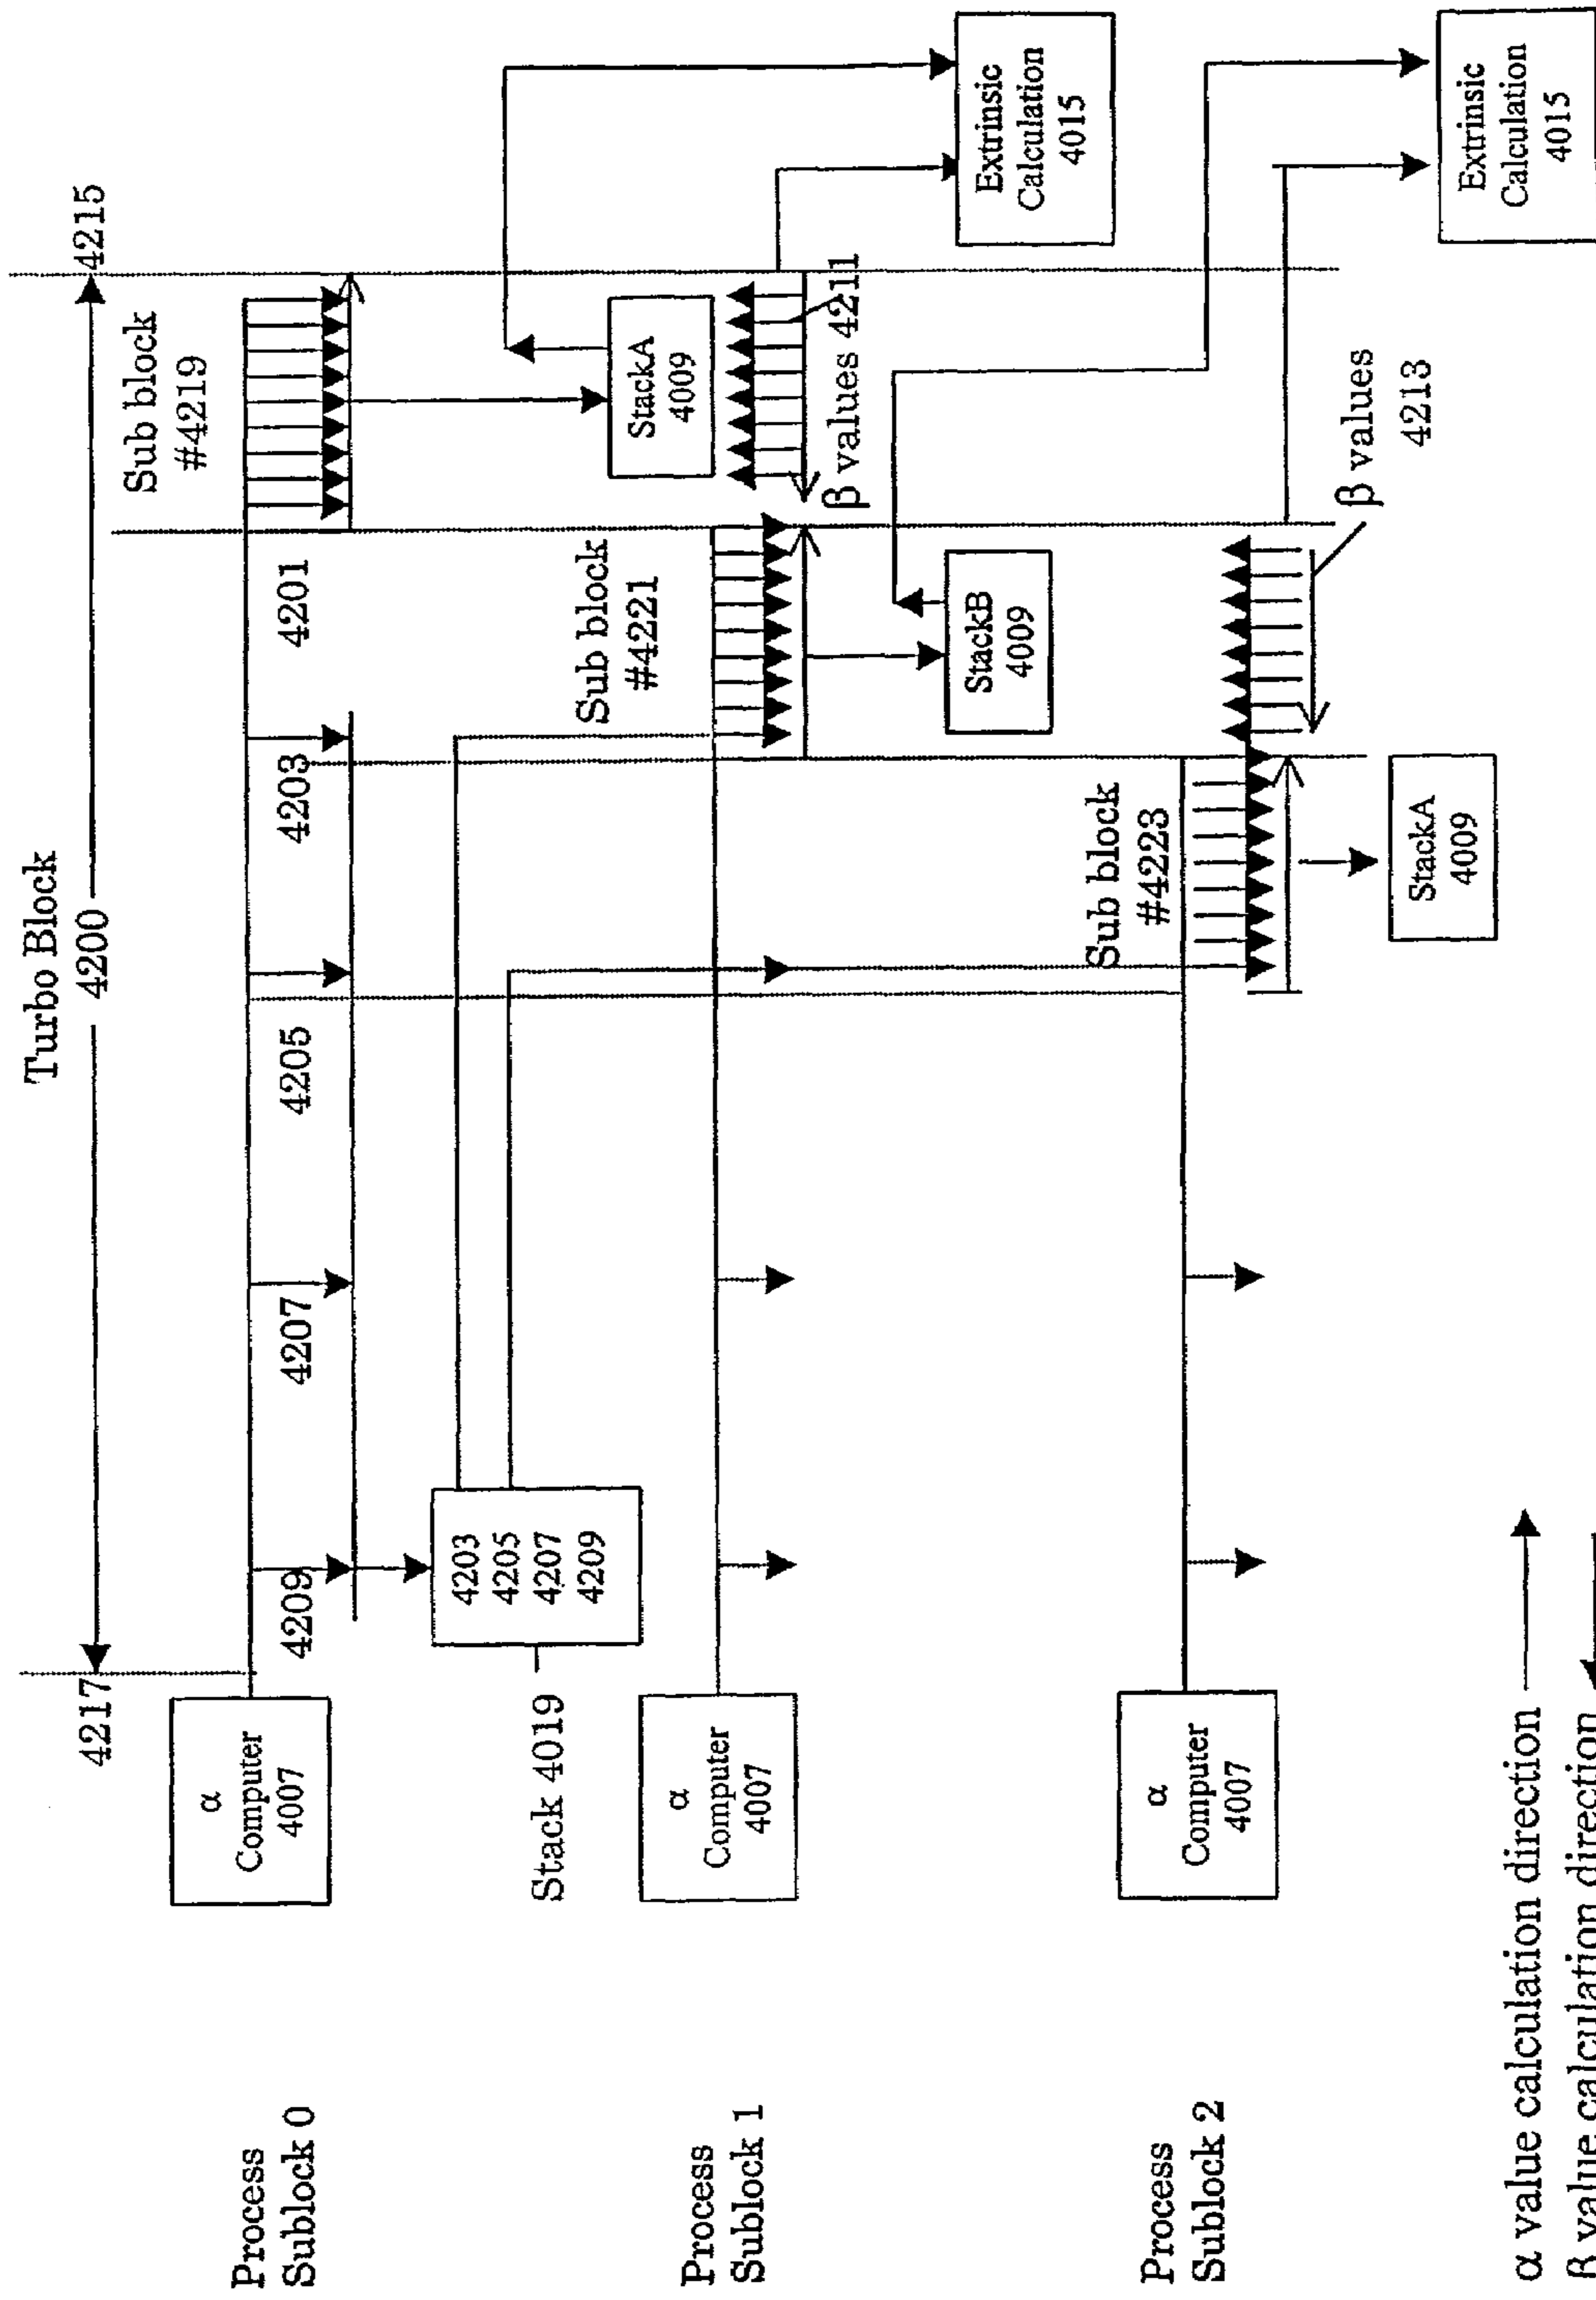 Turbo Block
4217
4200
4215
Sub block
#4219
α
Computer
4007
4209
4207
4205
4203
4201
Process
Sublock 0
Stack 4019
4203
4205
4207
4209
StackA
4009
Sub block
#4221
β values 4211
α
Computer
4007
Process
Sublock 1
StackB
4009
Extrinsic
Calculation
4015
Sub block
#4223
α
Computer
4007
Process
Sublock 2
β values
4213
StackA
4009
Extrinsic
Calculation
4015
α value calculation direction
β value calculation direction